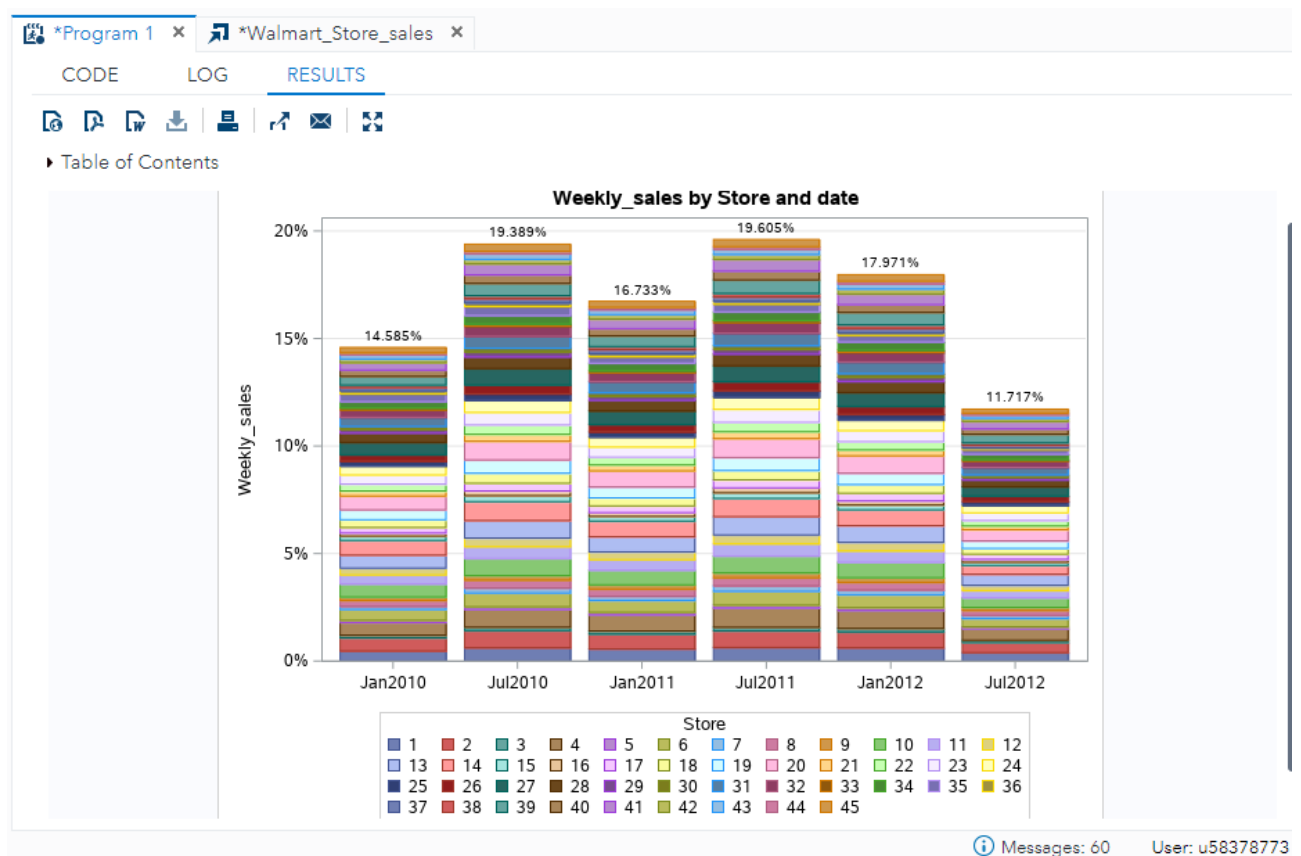 *Program 1 × *Walmart_Store_sales ×
CODE LOG RESULTS
Table of Contents
Weekly_sales by Store and date
20%
15%
10%
5%
0%
Weekly_sales
14.585%
19.389%
16.733%
19.605%
17.971%
11.717%
Jan2010 Jul2010 Jan2011 Jul2011 Jan2012 Jul2012
Store
1 2 3 4 5 6 7 8 9 10 11 12
13 14 15 16 17 18 19 20 21 22 23 24
25 26 27 28 29 30 31 32 33 34 35 36
37 38 39 40 41 42 43 44 45
Messages: 60 User: u58378773